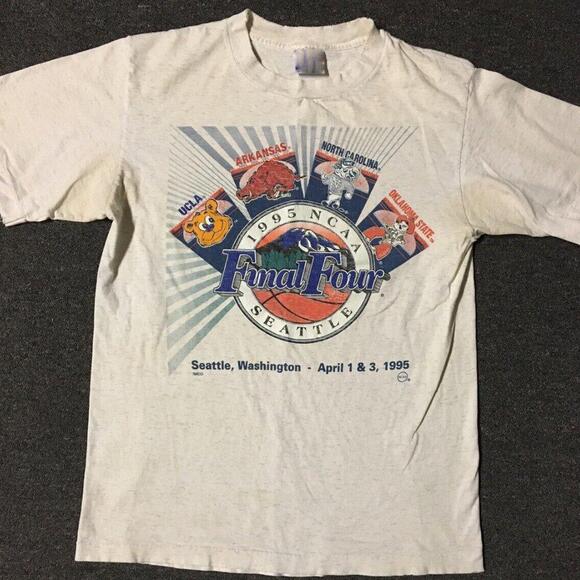 UCLA
ARKANSAS
NORTH CAROLINA
OKLAHOMA STATE
1995 NCAA
Final Four
SEATTLE
Seattle, Washington - April 1 & 3, 1995